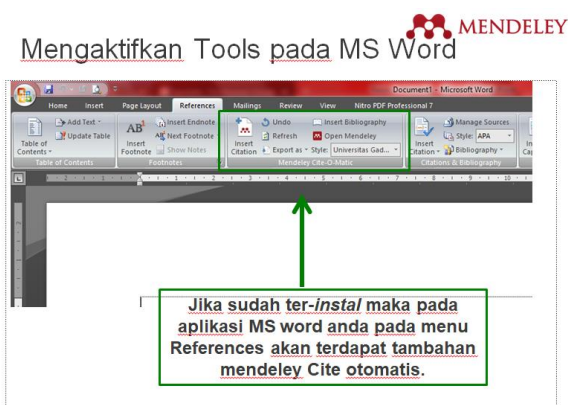 MENDELEY
Mengaktifkan Tools pada MS Word
Document1 - Microsoft Word
Home Insert Page Layout References Mailings Review View Nitro PDF Professional 7
Add Text
Update Table
Table of Contents
Table of Contents
AB¹
Insert Footnote
Insert Endnote
Next Footnote
Show Notes
Footnotes
Insert Citation
Undo
Refresh
Export as
Insert Bibliography
Open Mendeley
Style: Universitas Gad...
Mendeley Cite-O-Matic
Insert Citation
Manage Sources
Style: APA
Bibliography
Citations & Bibliography
Jika sudah ter-instal maka pada
aplikasi MS word anda pada menu
References akan terdapat tambahan
mendeley Cite otomatis.